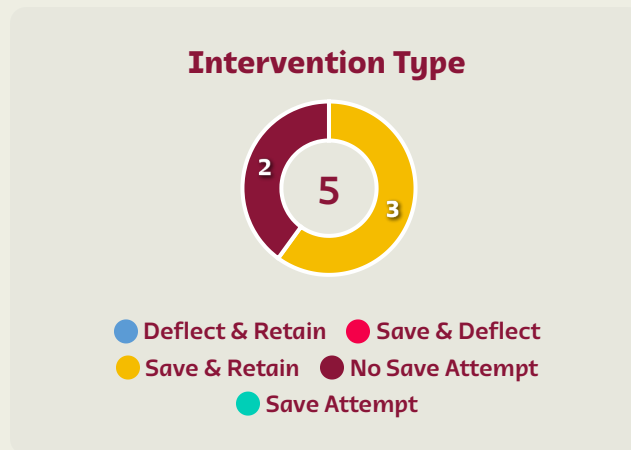 Intervention Type
2
5
3
Deflect & Retain
Save & Deflect
Save & Retain
No Save Attempt
Save Attempt